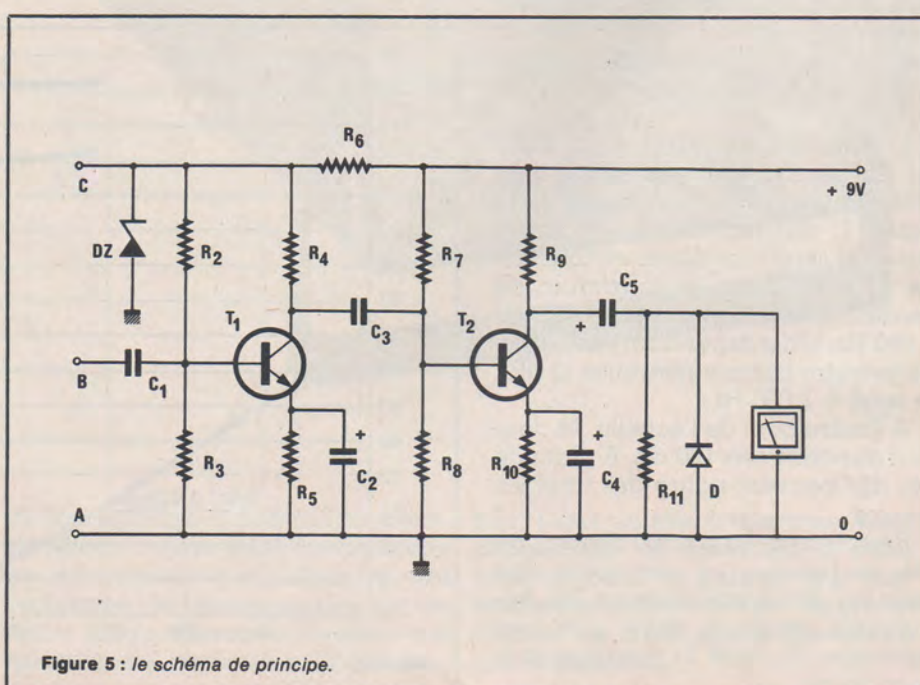 R6
C
+ 9V
DZ
R2
R4
R7
R9
C5
T1
C3
T2
B
C1
R3
R5
C2
R8
R10
C4
R11
D
A
0
Figure 5 : le schéma de principe.